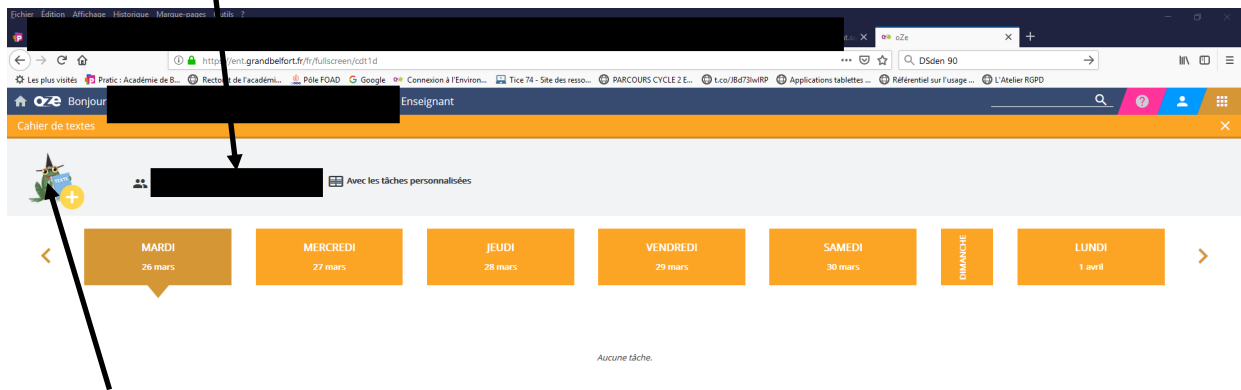 Fichier Édition Affichage Historique Marque-pages Outils ?
oZe
https://ent.grandbelfort.fr/fr/fullscreen/cdt1d
DSden 90
Les plus visités Pratic : Académie de B... Rectorat de l'académi... Pôle FOAD Google Connexion à l'Environ... Tice 74 - Site des resso... PARCOURS CYCLE 2 E... t.co/JBd73lwIRP Applications tablettes ... Référentiel sur l'usage ... L'Atelier RGPD
OZE Bonjour Enseignant
Cahier de textes
TEXTE
Avec les tâches personnalisées
MARDI
26 mars
MERCREDI
27 mars
JEUDI
28 mars
VENDREDI
29 mars
SAMEDI
30 mars
DIMANCHE
LUNDI
1 avril
Aucune tâche.